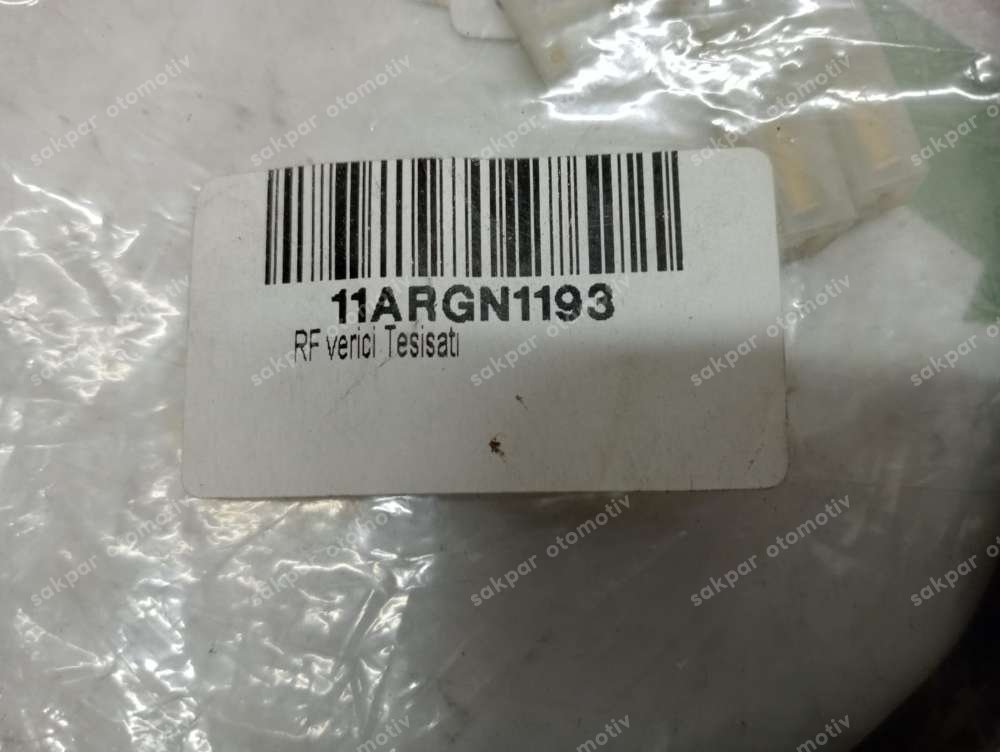 11ARGN1193
RF verici Tesisatı
sakpar otomotiv